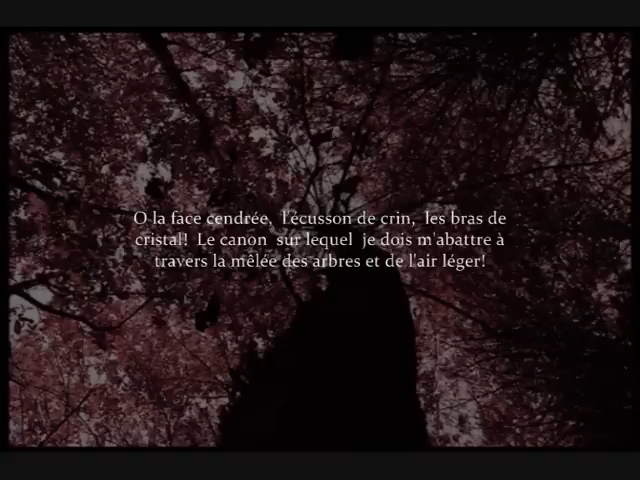 O la face cendrée, l'écusson de crin, les bras de
cristal! Le canon sur lequel je dois m'abattre à
travers la mêlée des arbres et de l'air léger!